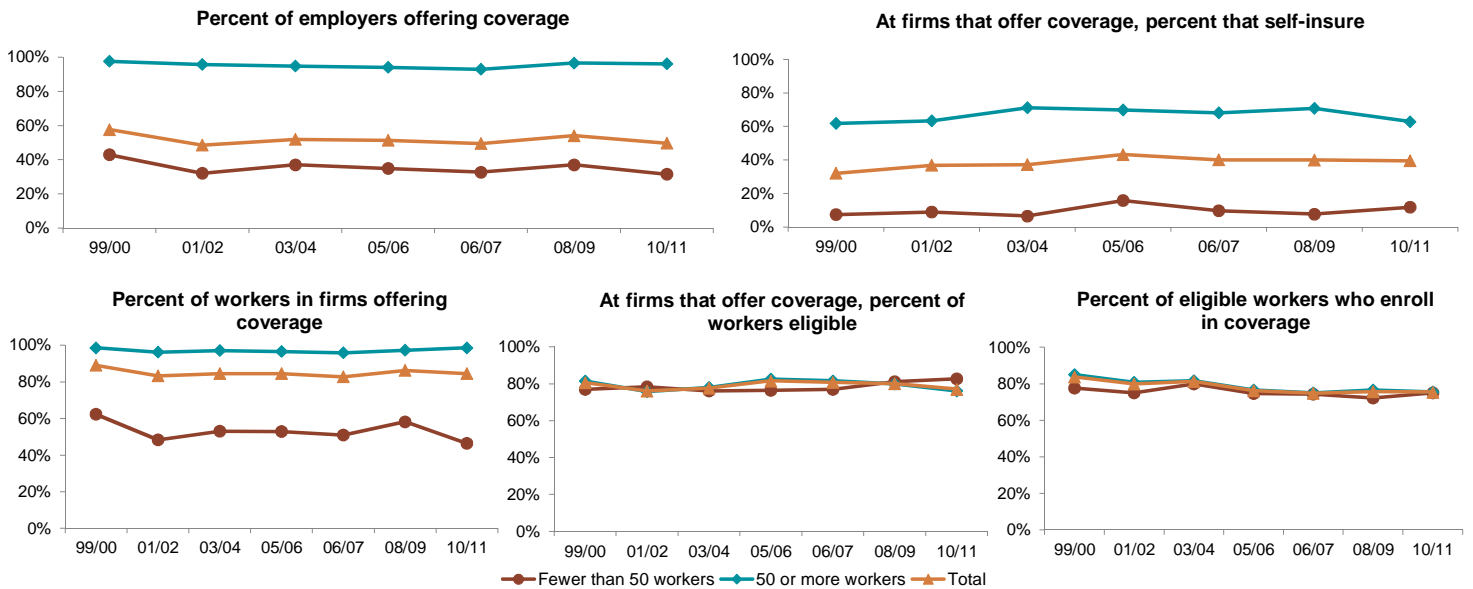 Percent of employers offering coverage
100%
80%
60%
40%
20%
0%
99/00 01/02 03/04 05/06 06/07 08/09 10/11
At firms that offer coverage, percent that self-insure
100%
80%
60%
40%
20%
0%
99/00 01/02 03/04 05/06 06/07 08/09 10/11
Percent of workers in firms offering
coverage
100%
80%
60%
40%
20%
0%
99/00 01/02 03/04 05/06 06/07 08/09 10/11
At firms that offer coverage, percent of
workers eligible
100%
80%
60%
40%
20%
0%
99/00 01/02 03/04 05/06 06/07 08/09 10/11
Percent of eligible workers who enroll
in coverage
100%
80%
60%
40%
20%
0%
99/00 01/02 03/04 05/06 06/07 08/09 10/11
Fewer than 50 workers 50 or more workers Total